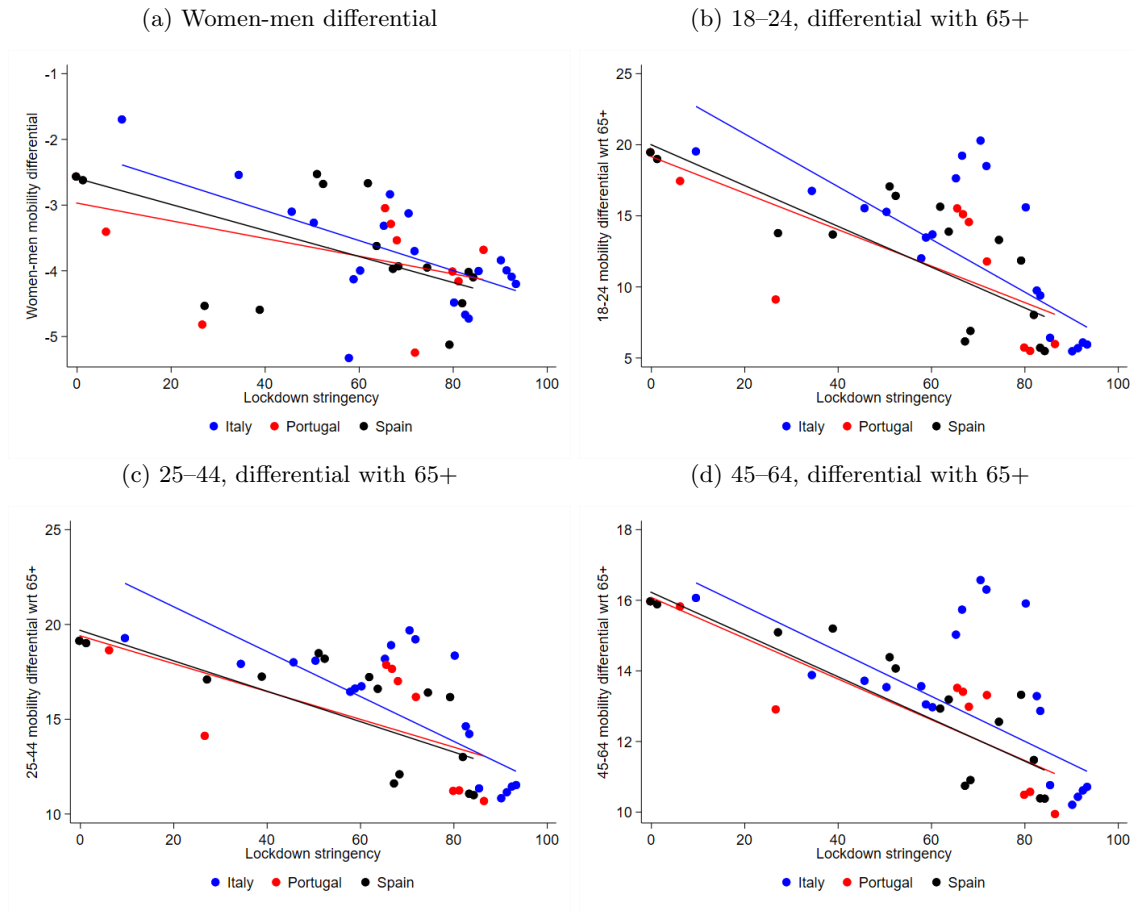 (a) Women-men differential
-1
-2
-3
-4
-5
Women-men mobility differential
0 20 40 60 80 100
Lockdown stringency
Italy Portugal Spain
(b) 18–24, differential with 65+
25
20
15
10
5
18-24 mobility differential wrt 65+
0 20 40 60 80 100
Lockdown stringency
Italy Portugal Spain
(c) 25–44, differential with 65+
25
20
15
10
25-44 mobility differential wrt 65+
0 20 40 60 80 100
Lockdown stringency
Italy Portugal Spain
(d) 45–64, differential with 65+
18
16
14
12
10
45-64 mobility differential wrt 65+
0 20 40 60 80 100
Lockdown stringency
Italy Portugal Spain